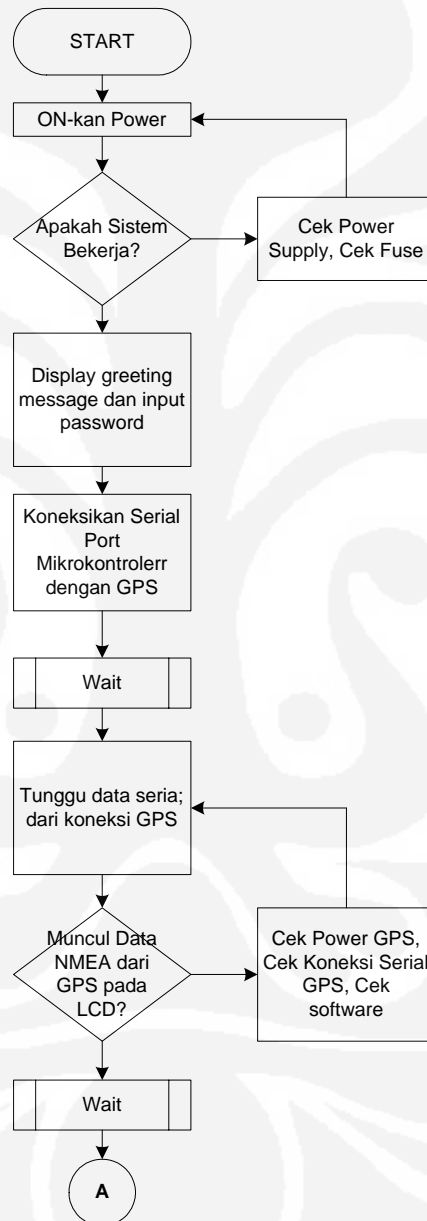 START
ON-kan Power
Apakah Sistem
Bekerja?
Cek Power
Supply, Cek Fuse
Display greeting
message dan input
password
Koneksikan Serial
Port
Mikrokontrolerr
dengan GPS
Wait
Tunggu data seria;
dari koneksi GPS
Muncul Data
NMEA dari
GPS pada
LCD?
Cek Power GPS,
Cek Koneksi Serial
GPS, Cek
software
Wait
A